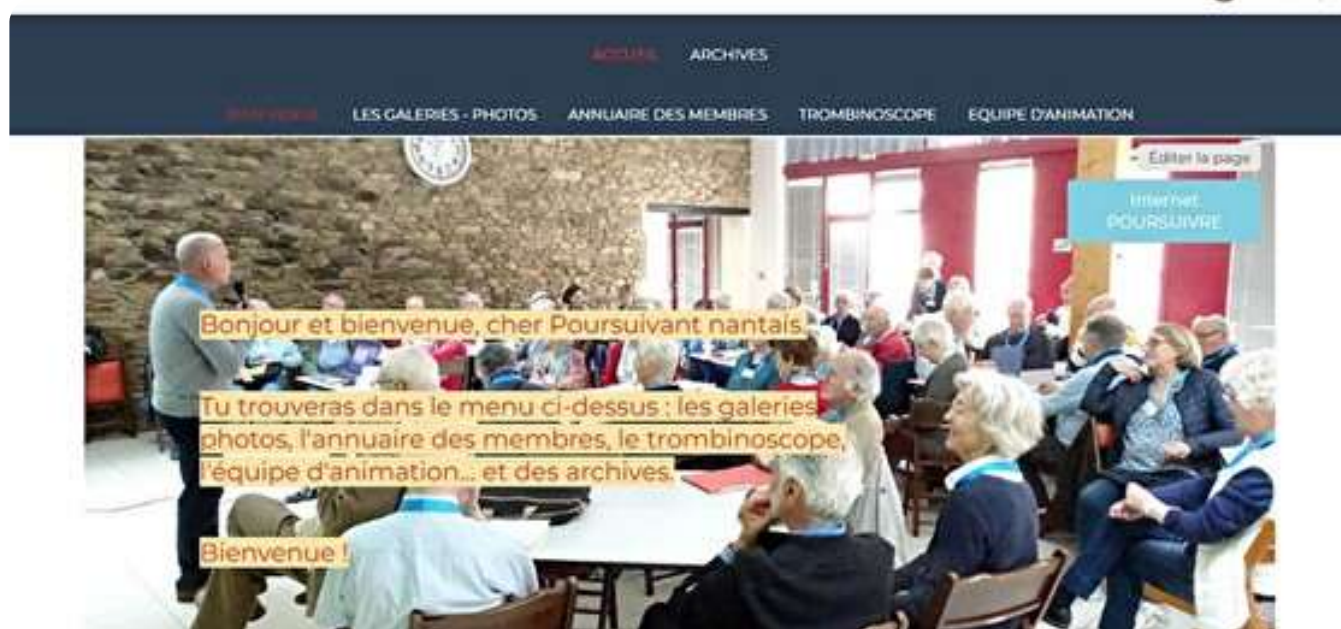 ACCUEIL ARCHIVES
BIENVENUE LES GALERIES - PHOTOS ANNUAIRE DES MEMBRES TROMBINOSCOPE EQUIPE D'ANIMATION
Editer la page
Internet
POURSUIVRE
Bonjour et bienvenue, cher Poursuivant nantais,
Tu trouveras dans le menu ci-dessus : les galeries
photos, l'annuaire des membres, le trombinoscope,
l'équipe d'animation... et des archives.
Bienvenue !